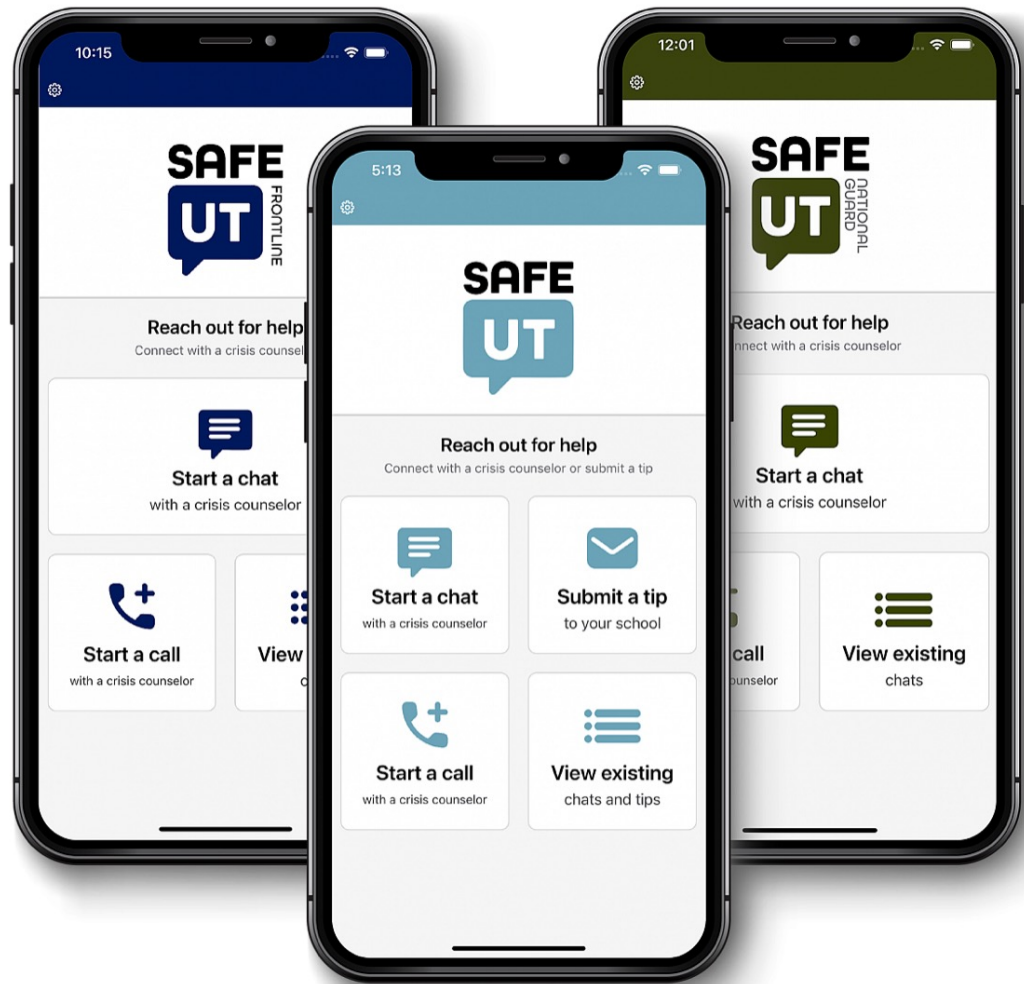 10:15
SAFE
UT
FRONTLINE
Reach out for help
Connect with a crisis
Start a chat
with a crisis counselor
Start a call
with a crisis counselor
View
5:13
SAFE
UT
Reach out for help
Connect with a crisis counselor or submit a tip
Start a chat
with a crisis counselor
Submit a tip
to your school
Start a call
with a crisis counselor
View existing
chats and tips
12:01
SAFE
UT
NATIONAL
GUARD
Reach out for help
with a crisis counselor
Start a chat
with a crisis counselor
call
View existing
chats